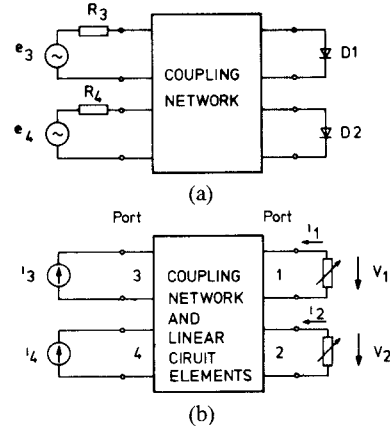 R3
e3
R4
e4
COUPLING
NETWORK
D1
D2
(a)
Port
Port
I3
3
I4
4
COUPLING
NETWORK
AND
LINEAR
CIRUIT
ELEMENTS
I1
1
V1
I2
2
V2
(b)